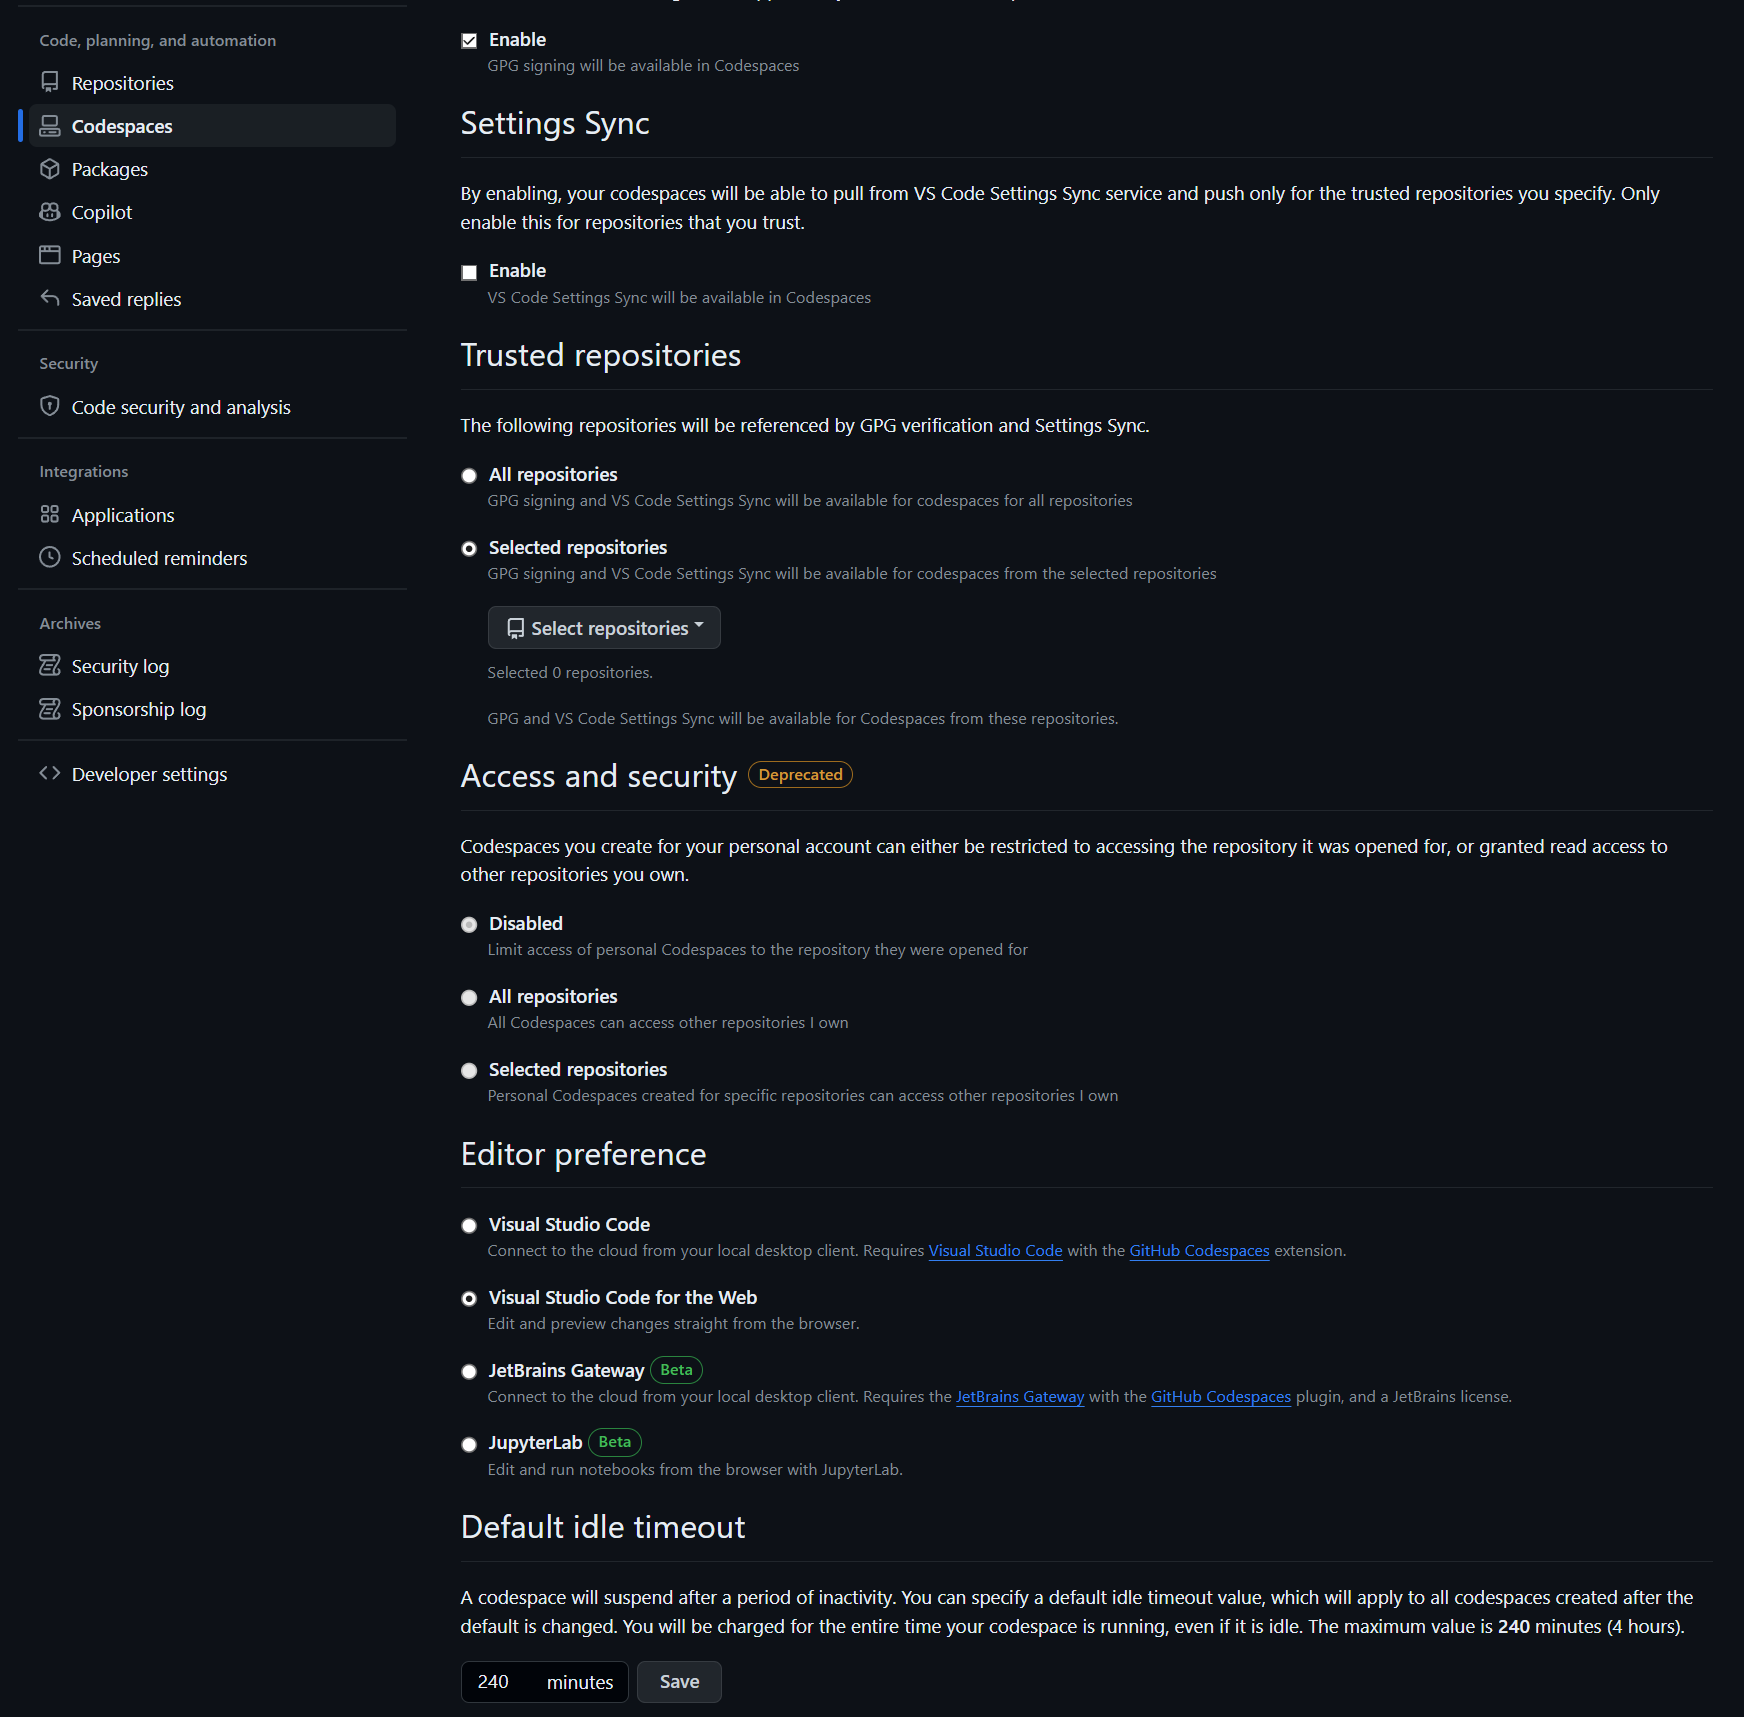 Code, planning, and automation
Repositories
Codespaces
Packages
Copilot
Pages
Saved replies
Security
Code security and analysis
Integrations
Applications
Scheduled reminders
Archives
Security log
Sponsorship log
Developer settings
Enable
GPG signing will be available in Codespaces
Settings Sync
By enabling, your codespaces will be able to pull from VS Code Settings Sync service and push only for the trusted repositories you specify. Only
enable this for repositories that you trust.
Enable
VS Code Settings Sync will be available in Codespaces
Trusted repositories
The following repositories will be referenced by GPG verification and Settings Sync.
All repositories
GPG signing and VS Code Settings Sync will be available for codespaces for all repositories
Selected repositories
GPG signing and VS Code Settings Sync will be available for codespaces from the selected repositories
Select repositories
Selected 0 repositories.
GPG and VS Code Settings Sync will be available for Codespaces from these repositories.
Access and security Deprecated
Codespaces you create for your personal account can either be restricted to accessing the repository it was opened for, or granted read access to
other repositories you own.
Disabled
Limit access of personal Codespaces to the repository they were opened for
All repositories
All Codespaces can access other repositories I own
Selected repositories
Personal Codespaces created for specific repositories can access other repositories I own
Editor preference
Visual Studio Code
Connect to the cloud from your local desktop client. Requires Visual Studio Code with the GitHub Codespaces extension.
Visual Studio Code for the Web
Edit and preview changes straight from the browser.
JetBrains Gateway Beta
Connect to the cloud from your local desktop client. Requires the JetBrains Gateway with the GitHub Codespaces plugin, and a JetBrains license.
JupyterLab Beta
Edit and run notebooks from the browser with JupyterLab.
Default idle timeout
A codespace will suspend after a period of inactivity. You can specify a default idle timeout value, which will apply to all codespaces created after the
default is changed. You will be charged for the entire time your codespace is running, even if it is idle. The maximum value is 240 minutes (4 hours).
240 minutes Save